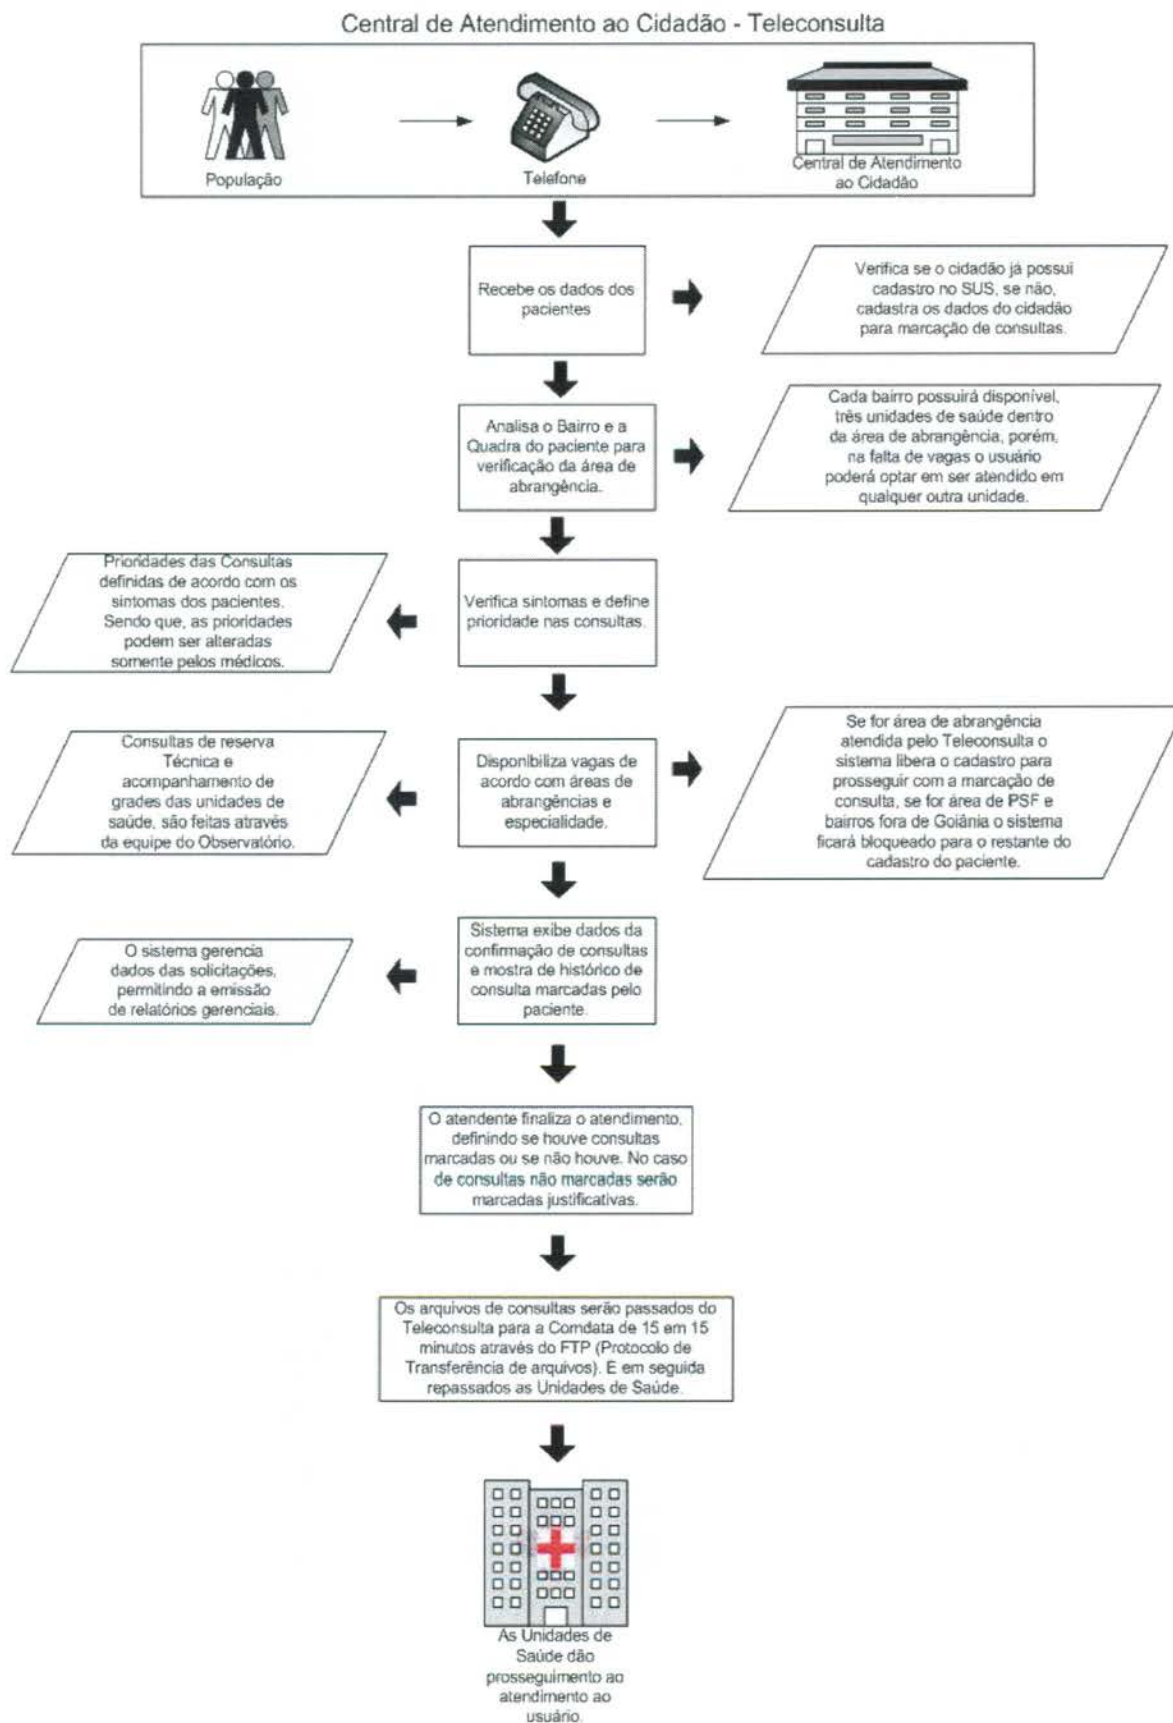 Central de Atendimento ao Cidadão - Teleconsulta
População
Telefone
Central de Atendimento
ao Cidadão
Recebe os dados dos
pacientes
Verifica se o cidadão já possui
cadastro no SUS, se não,
cadastra os dados do cidadão
para marcação de consultas.
Analisa o Bairro e a
Quadra do paciente para
verificação da área de
abrangência.
Cada bairro possuirá disponível,
três unidades de saúde dentro
da área de abrangência, porém,
na falta de vagas o usuário
poderá optar em ser atendido em
qualquer outra unidade.
Prioridades das Consultas
definidas de acordo com os
sintomas dos pacientes.
Sendo que, as prioridades
podem ser alteradas
somente pelos médicos.
Verifica sintomas e define
prioridade nas consultas.
Consultas de reserva
Técnica e
acompanhamento de
grades das unidades de
saúde, são feitas através
da equipe do Observatório.
Disponibiliza vagas de
acordo com áreas de
abrangências e
especialidade.
Se for área de abrangência
atendida pelo Teleconsulta o
sistema libera o cadastro para
prosseguir com a marcação de
consulta, se for área de PSF e
bairros fora de Goiânia o sistema
ficará bloqueado para o restante do
cadastro do paciente.
O sistema gerencia
dados das solicitações,
permitindo a emissão
de relatórios gerenciais.
Sistema exibe dados da
confirmação de consultas
e mostra de histórico de
consulta marcadas pelo
paciente.
O atendente finaliza o atendimento,
definindo se houve consultas
marcadas ou se não houve. No caso
de consultas não marcadas serão
marcadas justificativas.
Os arquivos de consultas serão passados do
Teleconsulta para a Comdata de 15 em 15
minutos através do FTP (Protocolo de
Transferência de arquivos). E em seguida
repassados as Unidades de Saúde.
As Unidades de
Saúde dão
prosseguimento ao
atendimento ao
usuário.